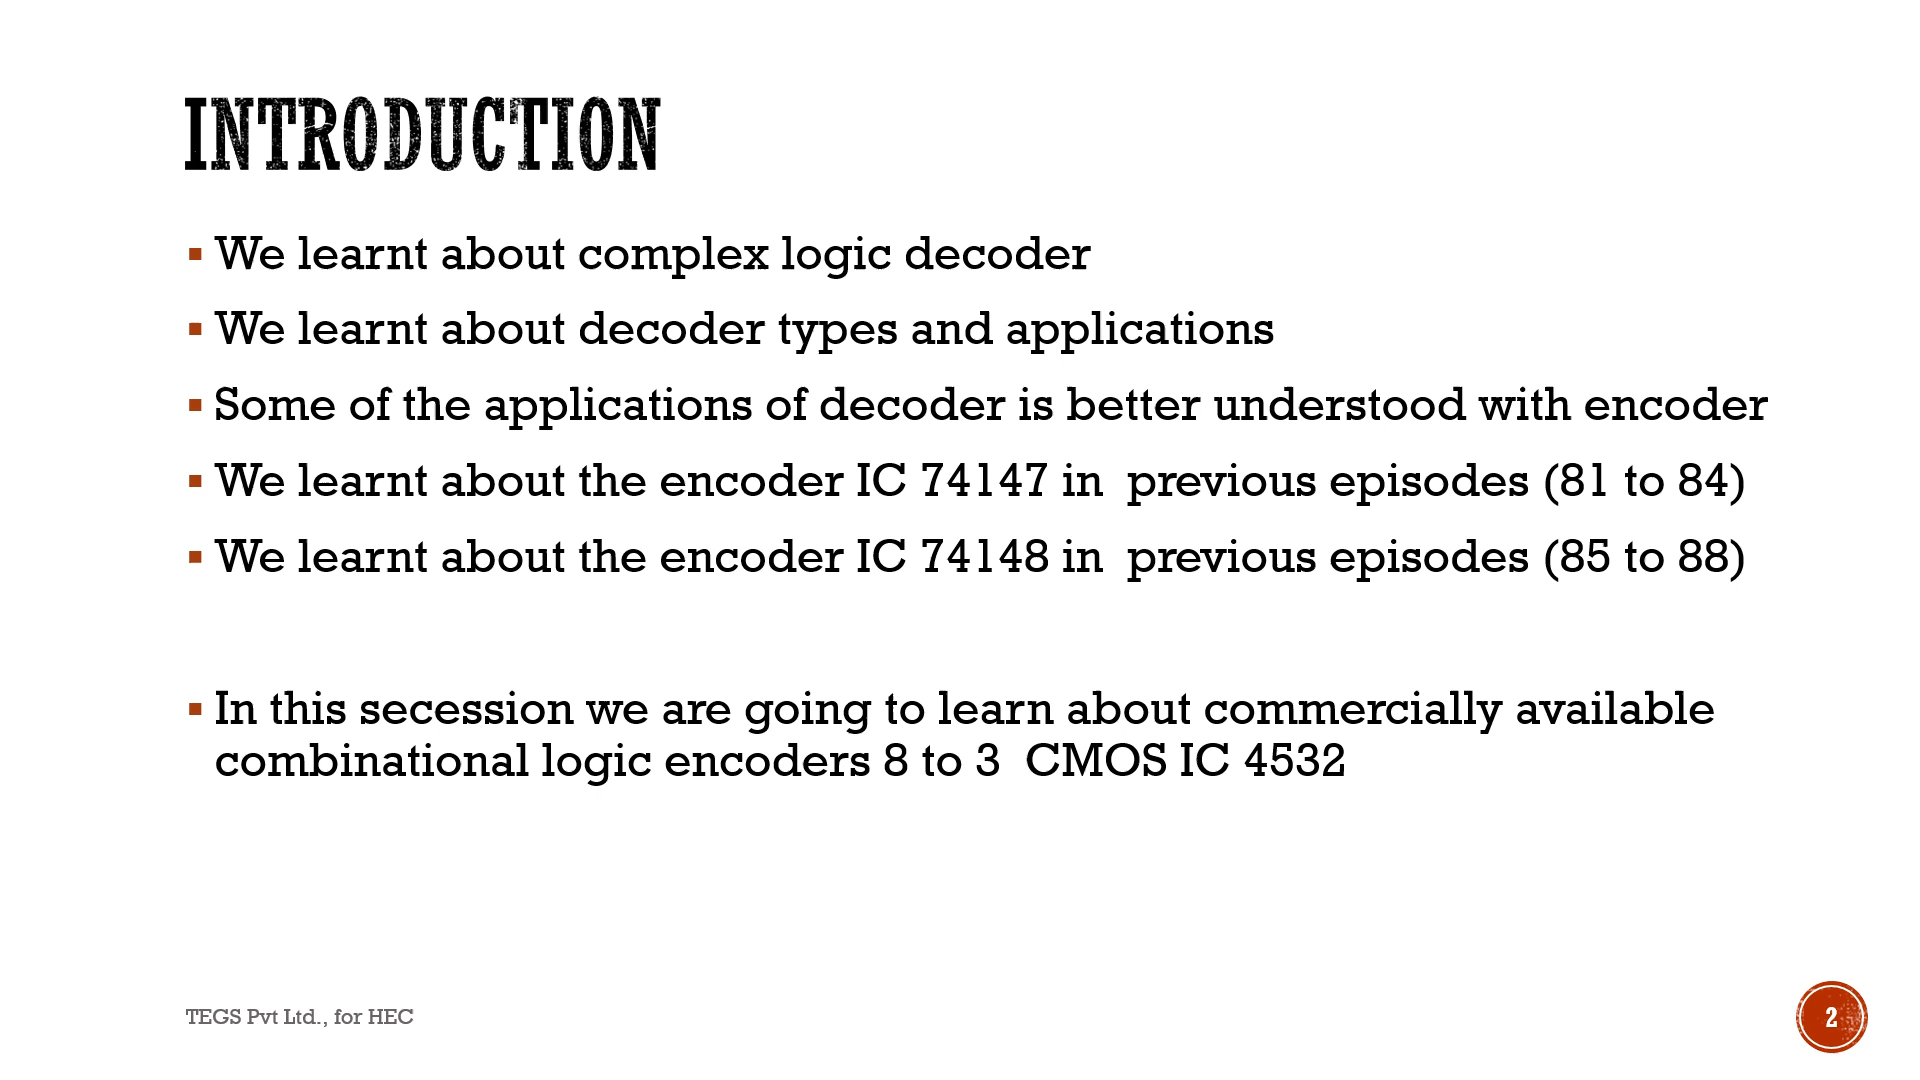 INTRODUCTION
▪ We learnt about complex logic decoder
▪ We learnt about decoder types and applications
▪ Some of the applications of decoder is better understood with encoder
▪ We learnt about the encoder IC 74147 in  previous episodes (81 to 84)
▪ We learnt about the encoder IC 74148 in  previous episodes (85 to 88)
▪ In this secession we are going to learn about commercially available
combinational logic encoders 8 to 3  CMOS IC 4532
TEGS Pvt Ltd., for HEC
2